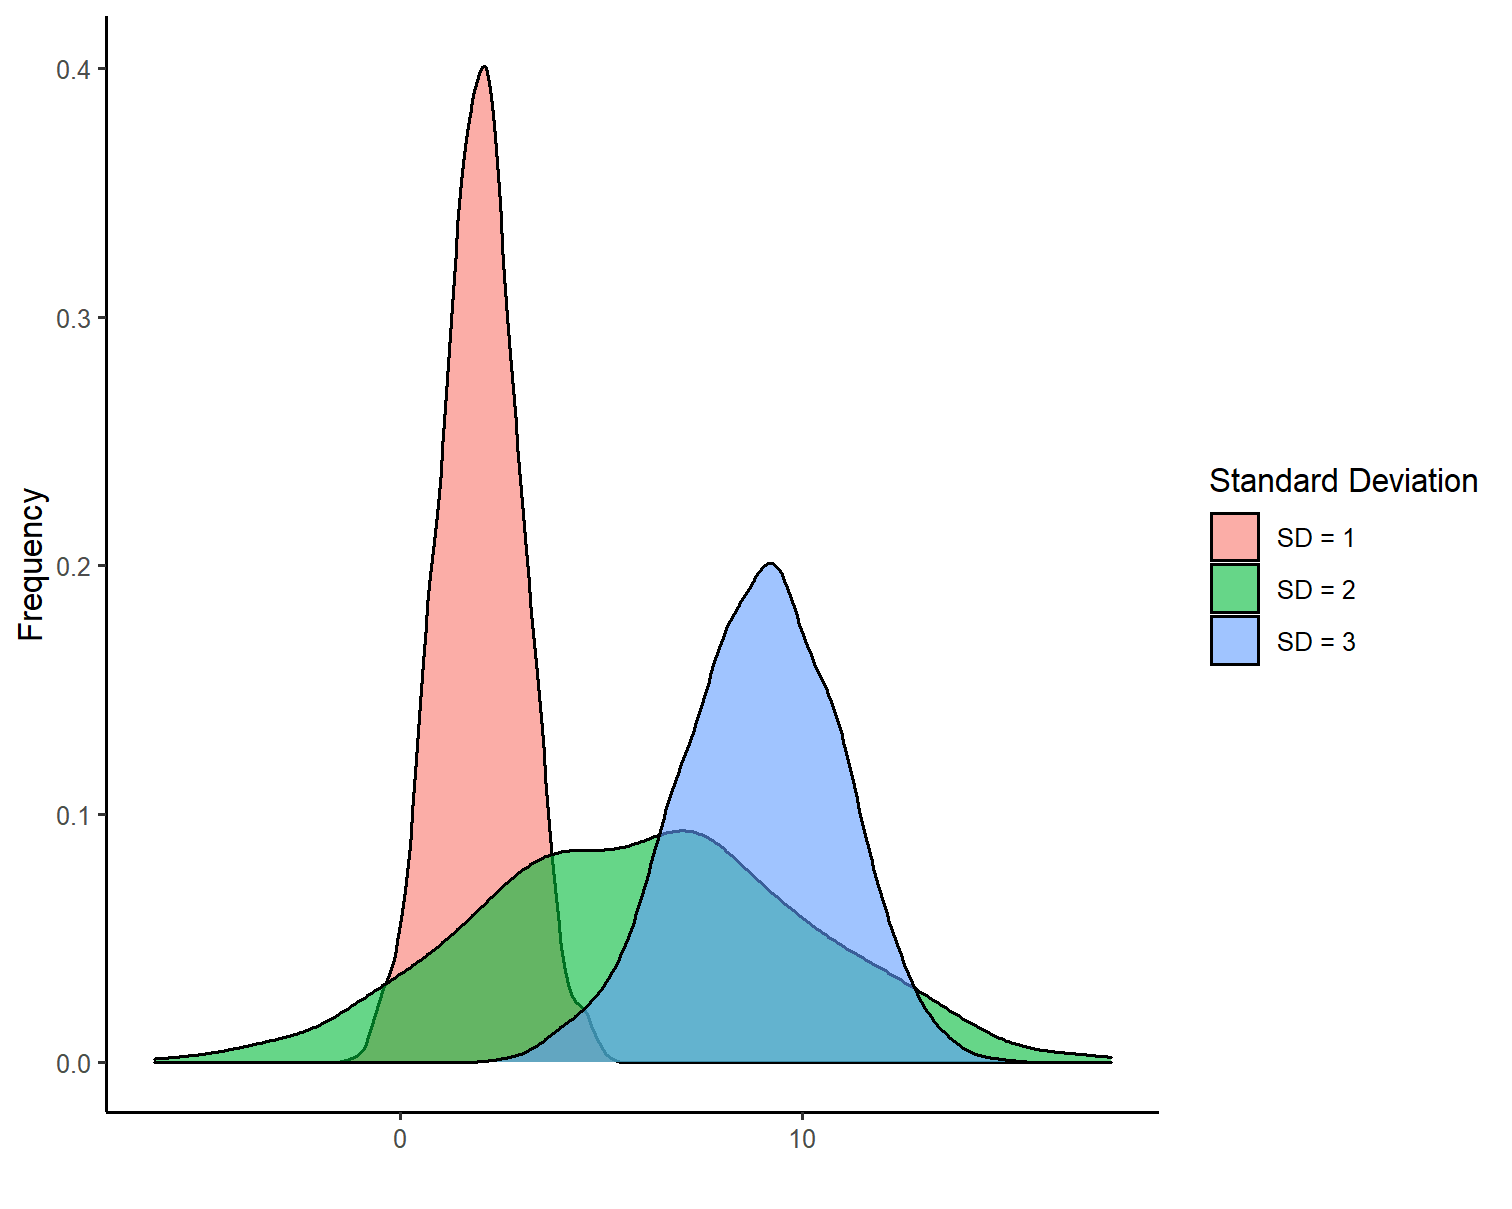 Frequency
0.4
0.3
0.2
0.1
0.0
0
10
Standard Deviation
SD = 1
SD = 2
SD = 3